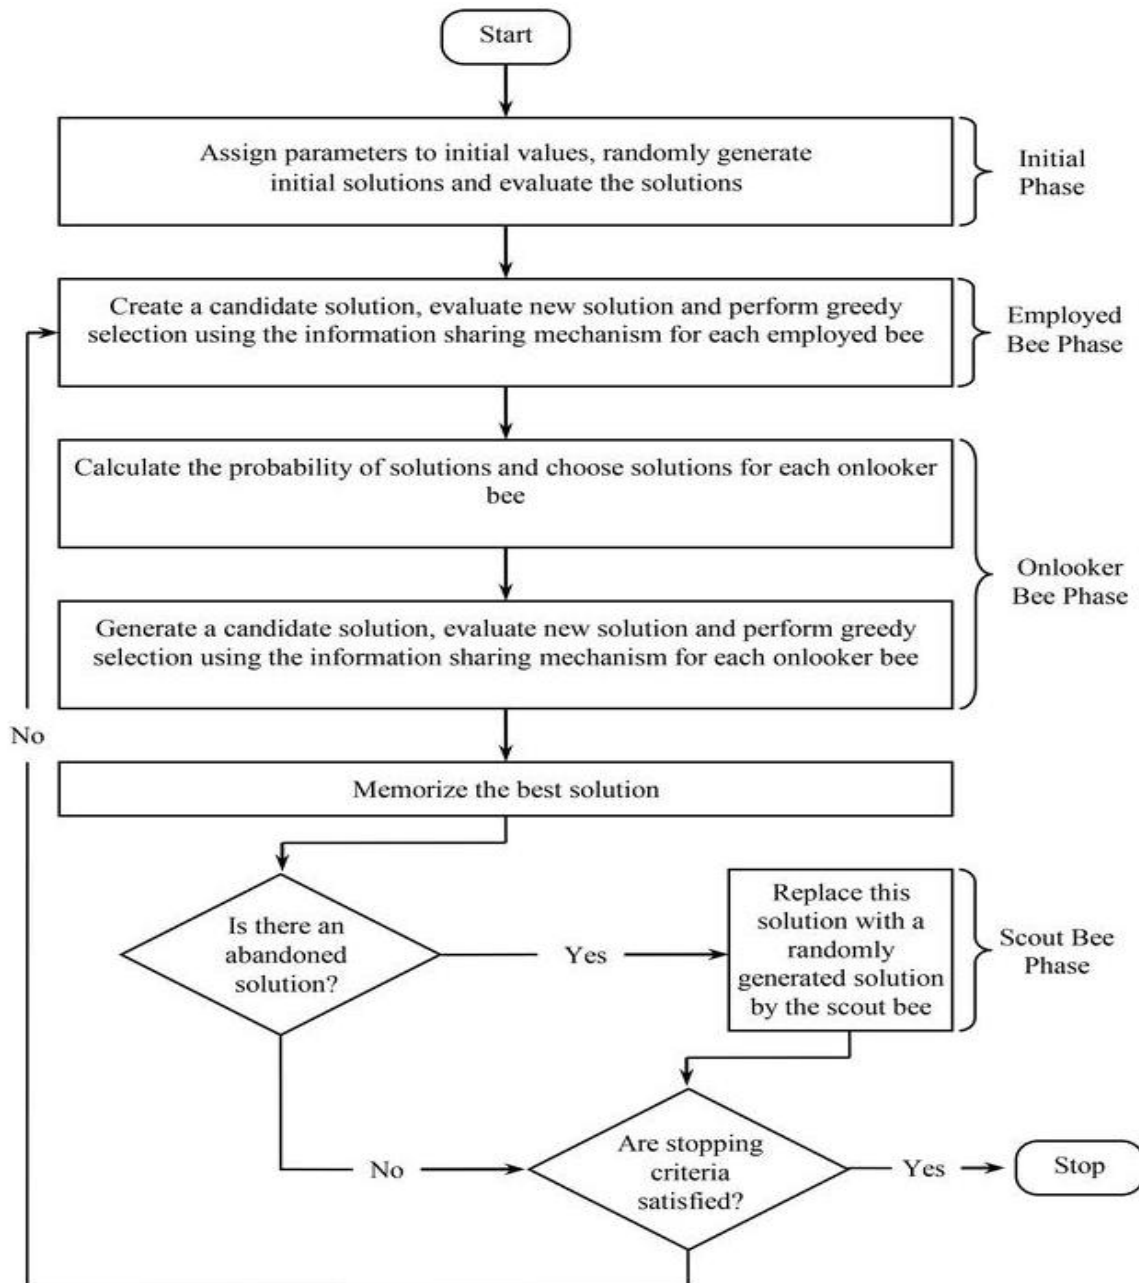 Start
Assign parameters to initial values, randomly generate
initial solutions and evaluate the solutions
Initial
Phase
Create a candidate solution, evaluate new solution and perform greedy
selection using the information sharing mechanism for each employed bee
Employed
Bee Phase
Calculate the probability of solutions and choose solutions for each onlooker
bee
Onlooker
Bee Phase
Generate a candidate solution, evaluate new solution and perform greedy
selection using the information sharing mechanism for each onlooker bee
No
Memorize the best solution
Is there an
abandoned
solution?
Yes
Replace this
solution with a
randomly
generated solution
by the scout bee
Scout Bee
Phase
No
Are stopping
criteria
satisfied?
Yes
Stop